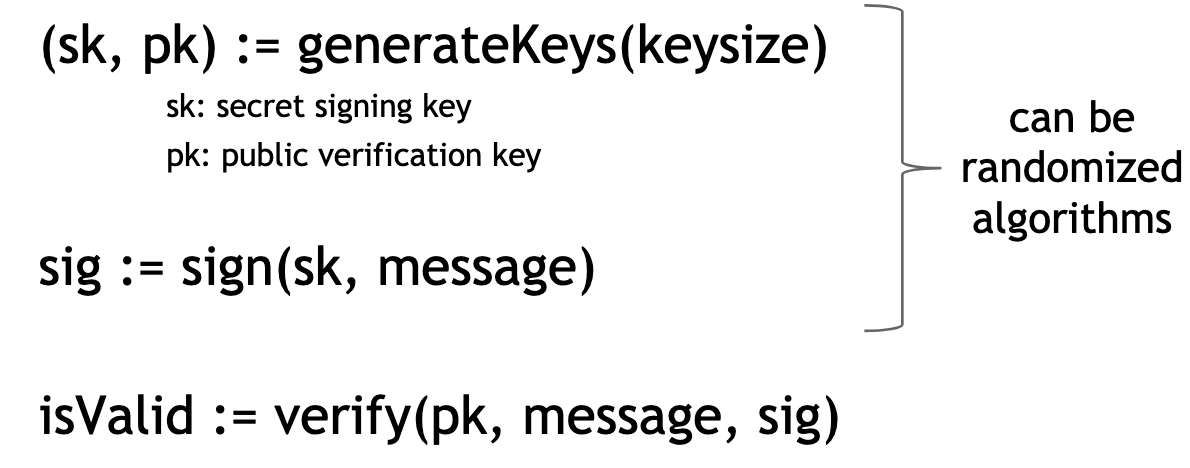 (sk, pk) := generateKeys(keysize)
sk: secret signing key
pk: public verification key
can be
randomized
algorithms
sig := sign(sk, message)
isValid := verify(pk, message, sig)